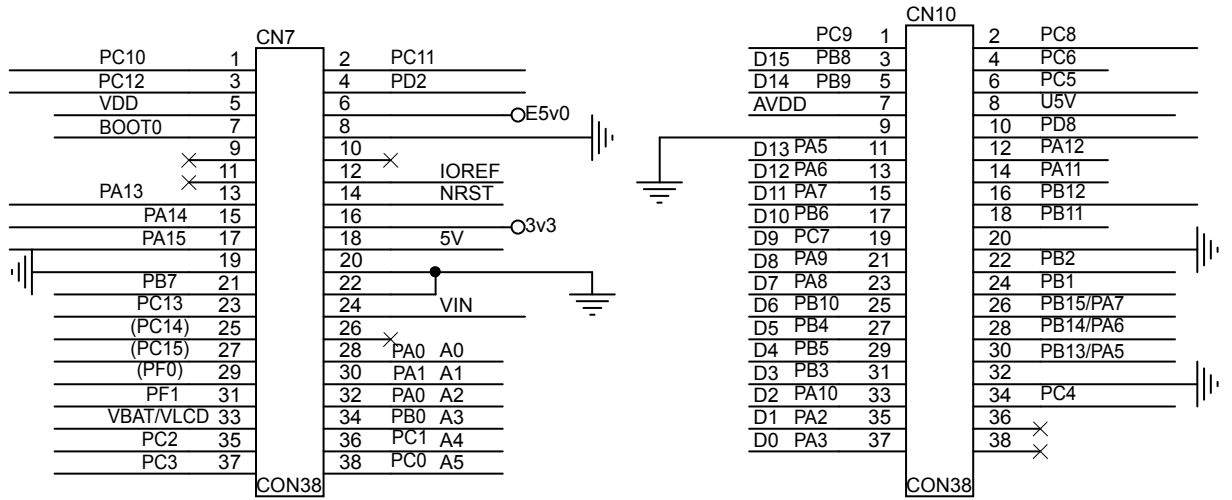 CN7
PC10 1 2 PC11
PC12 3 4 PD2
VDD 5 6 E5v0
BOOT0 7 8
9 10
11 12 IOREF
PA13 13 14 NRST
PA14 15 16 3v3
PA15 17 18 5V
19 20
PB7 21 22
PC13 23 24 VIN
(PC14) 25 26
(PC15) 27 28 PA0 A0
(PF0) 29 30 PA1 A1
PF1 31 32 PA0 A2
VBAT/VLCD 33 34 PB0 A3
PC2 35 36 PC1 A4
PC3 37 38 PC0 A5
CON38
CN10
PC9 1 2 PC8
D15 PB8 3 4 PC6
D14 PB9 5 6 PC5
AVDD 7 8 U5V
9 10 PD8
D13 PA5 11 12 PA12
D12 PA6 13 14 PA11
D11 PA7 15 16 PB12
D10 PB6 17 18 PB11
D9 PC7 19 20
D8 PA9 21 22 PB2
D7 PA8 23 24 PB1
D6 PB10 25 26 PB15/PA7
D5 PB4 27 28 PB14/PA6
D4 PB5 29 30 PB13/PA5
D3 PB3 31 32
D2 PA10 33 34 PC4
D1 PA2 35 36
D0 PA3 37 38
CON38